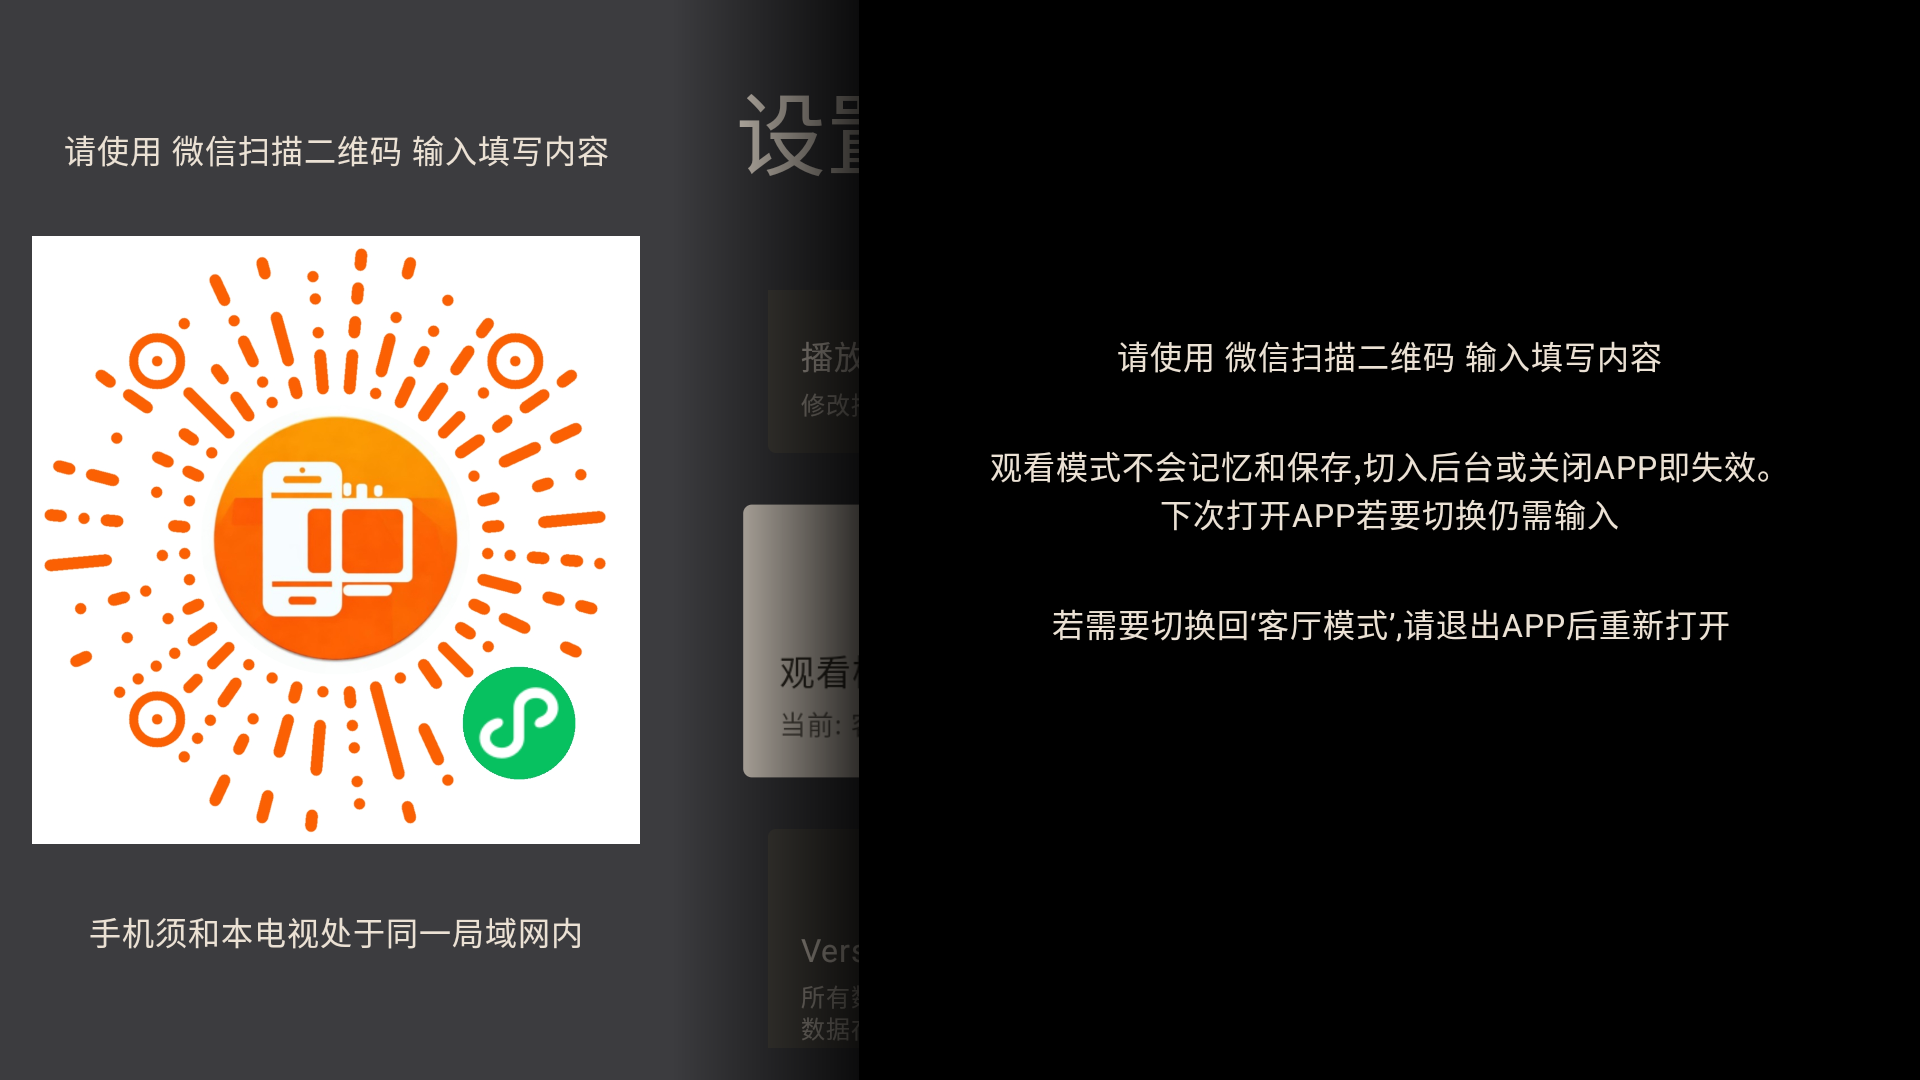 请使用 微信扫描二维码 输入填写内容
手机须和本电视处于同一局域网内
设置
播放
修改
观看
当前:
Vers
所有
数据
请使用 微信扫描二维码 输入填写内容
观看模式不会记忆和保存,切入后台或关闭APP即失效。
下次打开APP若要切换仍需输入
若需要切换回‘客厅模式’,请退出APP后重新打开